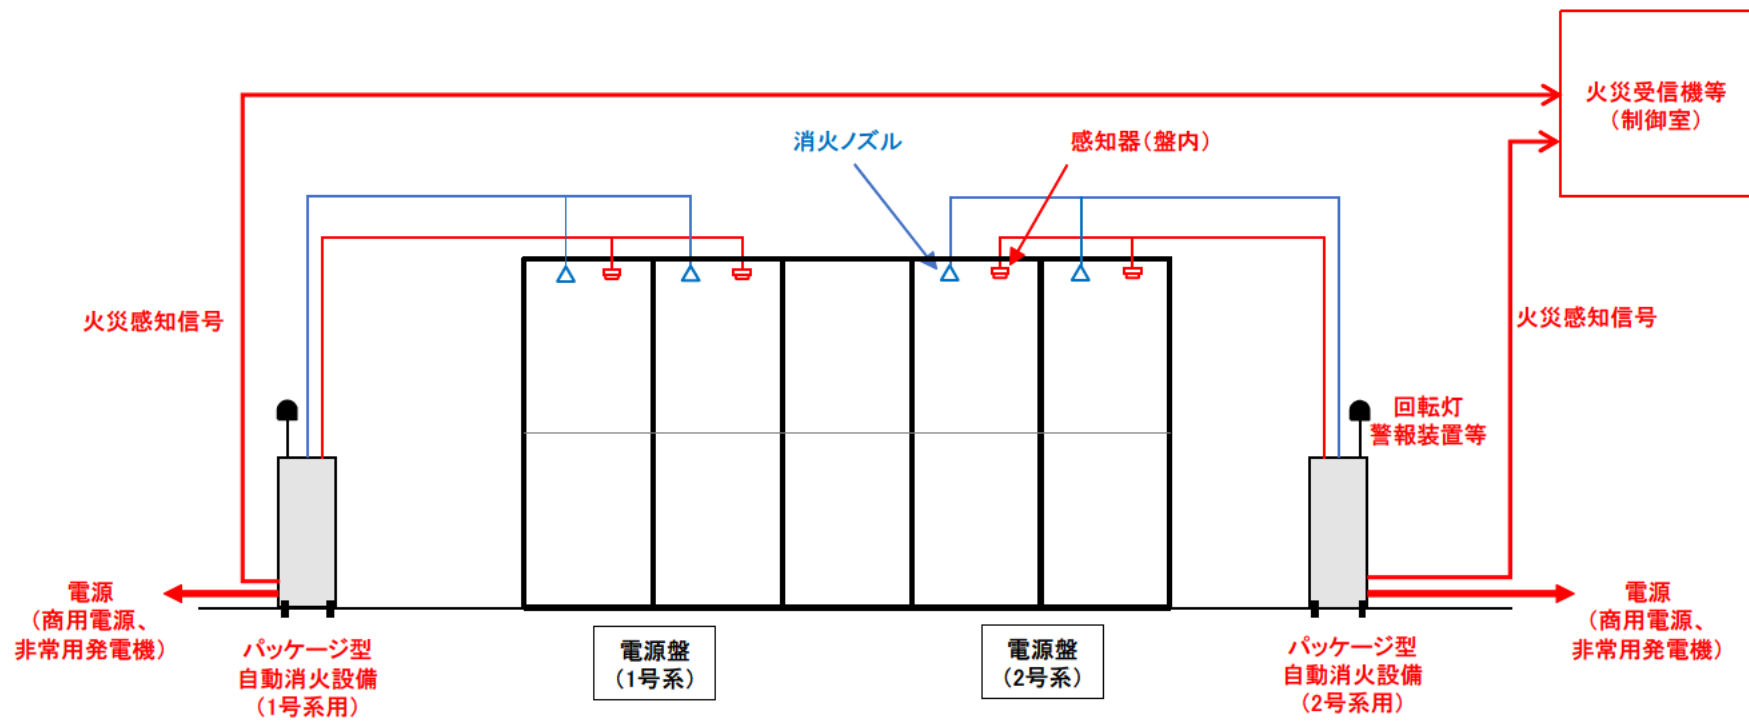 火災受信機等
（制御室）
消火ノズル
感知器（盤内）
火災感知信号
火災感知信号
回転灯
警報装置等
電源
（商用電源、
非常用発電機）
電源
（商用電源、
非常用発電機）
パッケージ型
自動消火設備
（1号系用）
電源盤
（1号系）
電源盤
（2号系）
パッケージ型
自動消火設備
（2号系用）